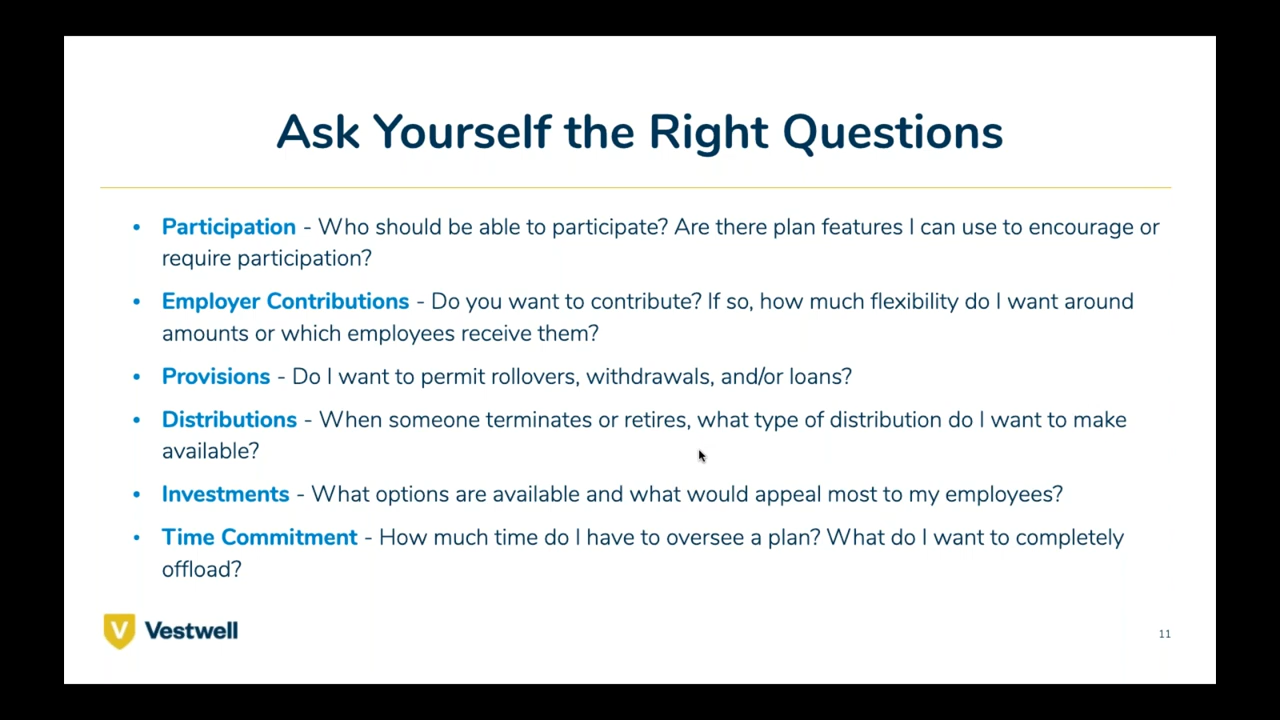 Ask Yourself the Right Questions
• Participation - Who should be able to participate? Are there plan features I can use to encourage or
require participation?
• Employer Contributions - Do you want to contribute? If so, how much flexibility do I want around
amounts or which employees receive them?
• Provisions - Do I want to permit rollovers, withdrawals, and/or loans?
• Distributions - When someone terminates or retires, what type of distribution do I want to make
available?
• Investments - What options are available and what would appeal most to my employees?
• Time Commitment - How much time do I have to oversee a plan? What do I want to completely
offload?
V Vestwell
11